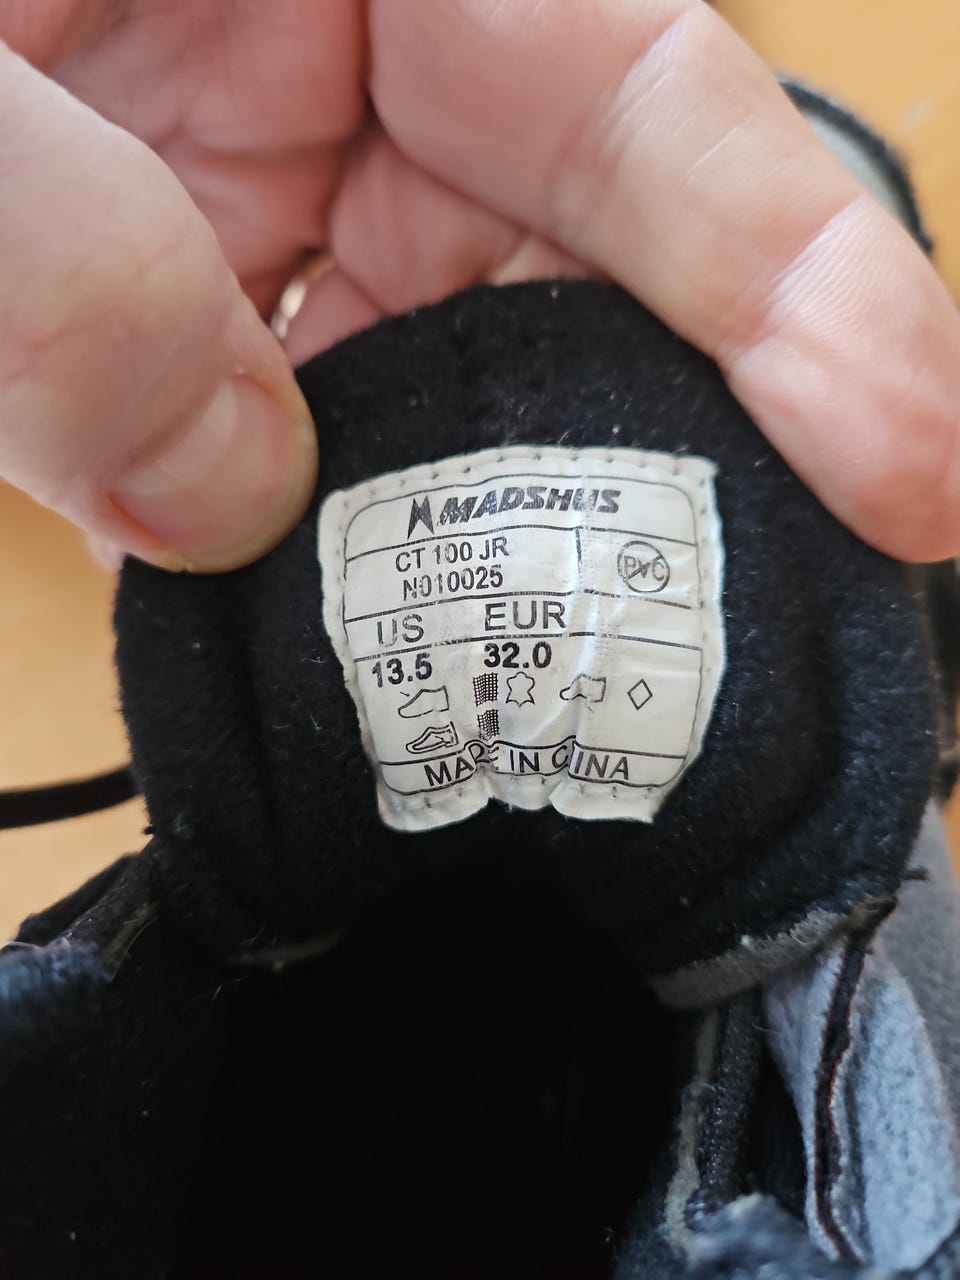 MADSHUS
CT 100 JR
N010025
PVC
US EUR
13.5 32.0
MADE IN CHINA